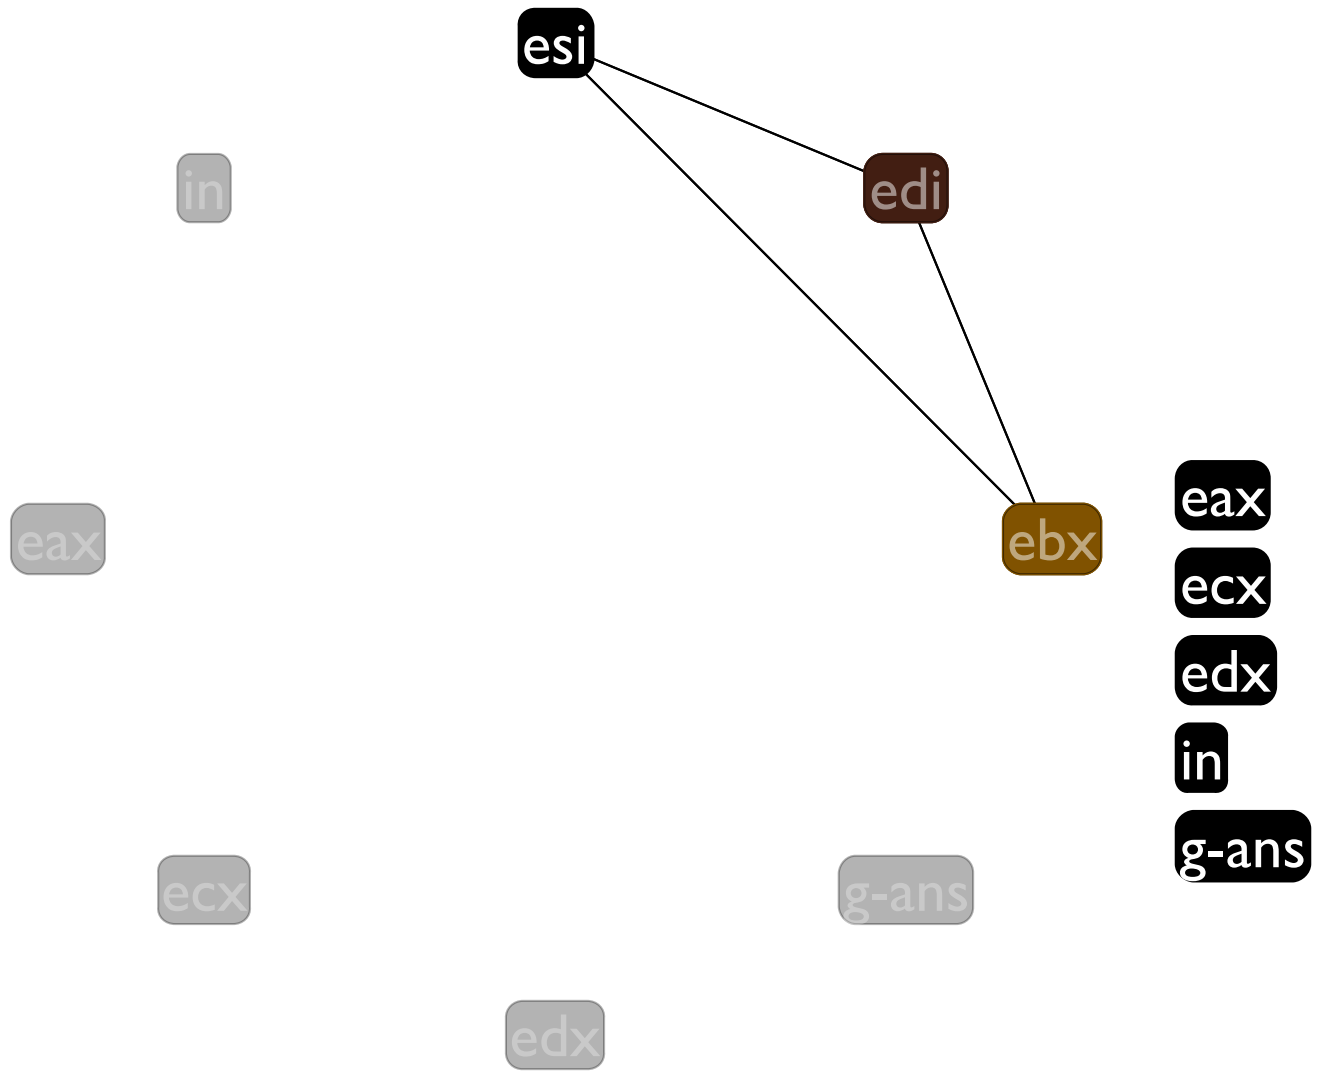 esi
in
edi
eax
ebx
eax
ecx
edx
in
g-ans
ecx
g-ans
edx